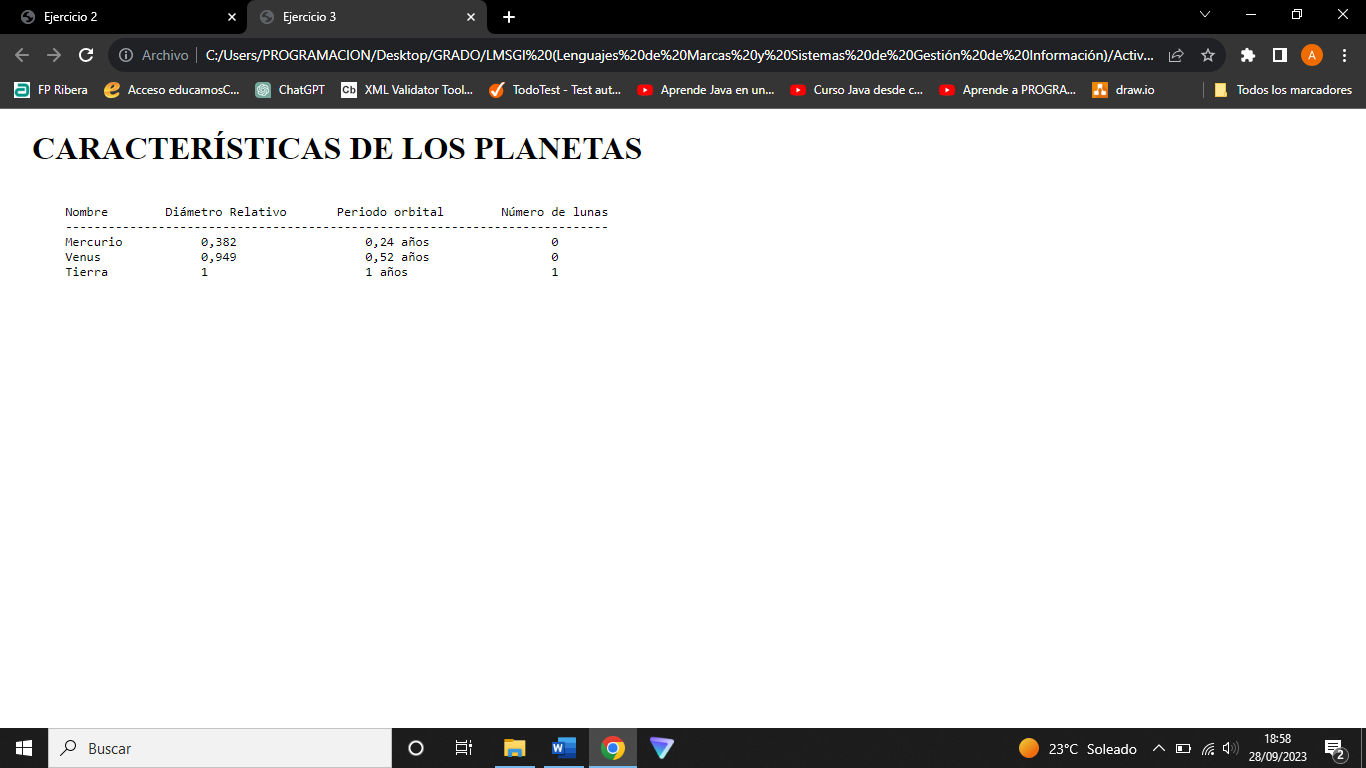 Ejercicio 2
Ejercicio 3
Archivo
C:/Users/PROGRAMACION/Desktop/GRADO/LMSGI%20(Lenguajes%20de%20Marcas%20y%20Sistemas%20de%20Gestión%20de%20Información)/Activ...
A
FP Ribera
Acceso educamosC...
ChatGPT
Cb
XML Validator Tool...
TodoTest - Test aut...
Aprende Java en un...
Curso Java desde c...
Aprende a PROGRA...
draw.io
Todos los marcadores
CARACTERÍSTICAS DE LOS PLANETAS
Nombre Diámetro Relativo Periodo orbital Número de lunas
----------------------------------------------------------------------------
Mercurio 0,382 0,24 años 0
Venus 0,949 0,52 años 0
Tierra 1 1 años 1
Buscar
W
23°C Soleado
18:58
28/09/2023
2